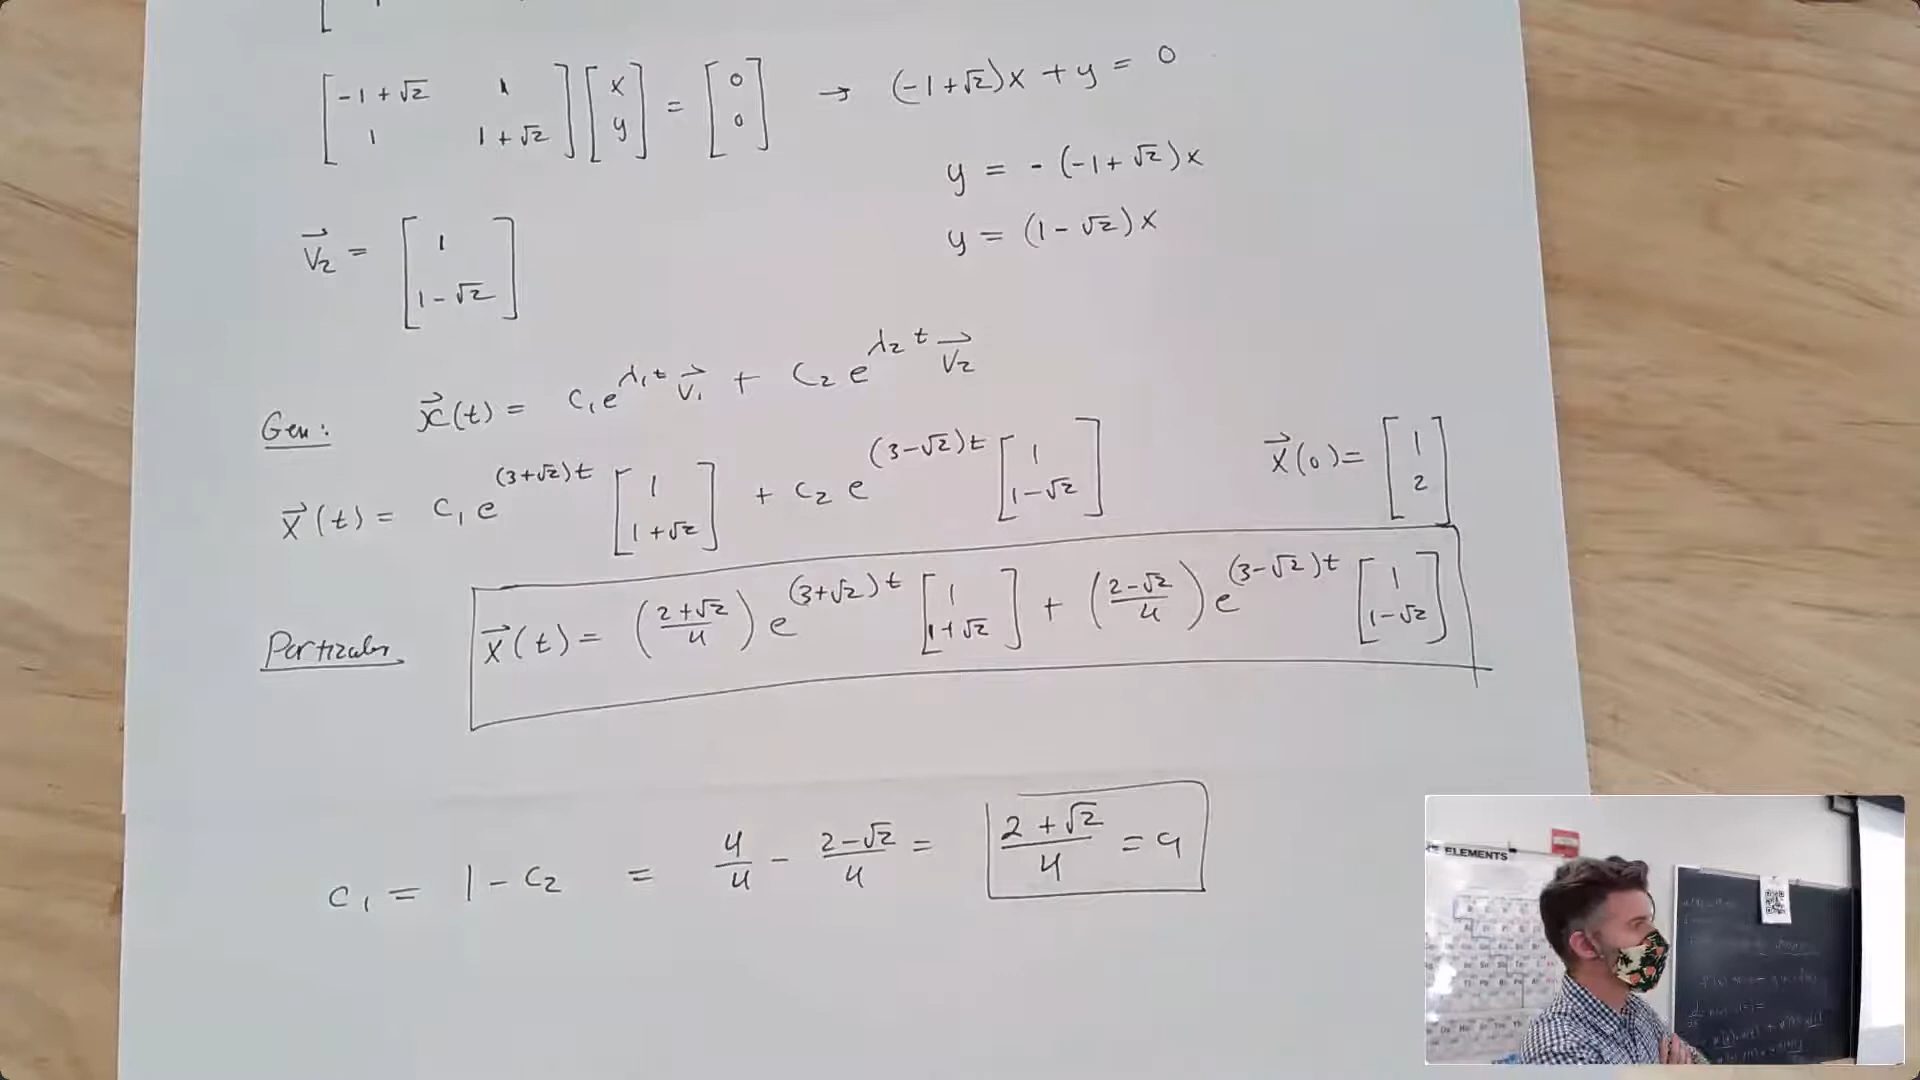 [-1+√2 1; 1 1+√2] [x; y] = [0; 0] → (-1+√2)x + y = 0
y = -(-1+√2)x
y = (1-√2)x
V₂ = [1; 1-√2]
Gen: x(t) = c₁e^(λ₁t) V₁ + c₂e^(λ₂t) V₂
x(t) = c₁e^((3+√2)t) [1; 1+√2] + c₂e^((3-√2)t) [1; 1-√2]
x(0) = [1; 2]
Particular x(t) = ((2+√2)/4) e^((3+√2)t) [1; 1+√2] + ((2-√2)/4) e^((3-√2)t) [1; 1-√2]
c₁ = 1 - c₂ = 4/4 - (2-√2)/4 = (2+√2)/4 = c₁
ELEMENTS